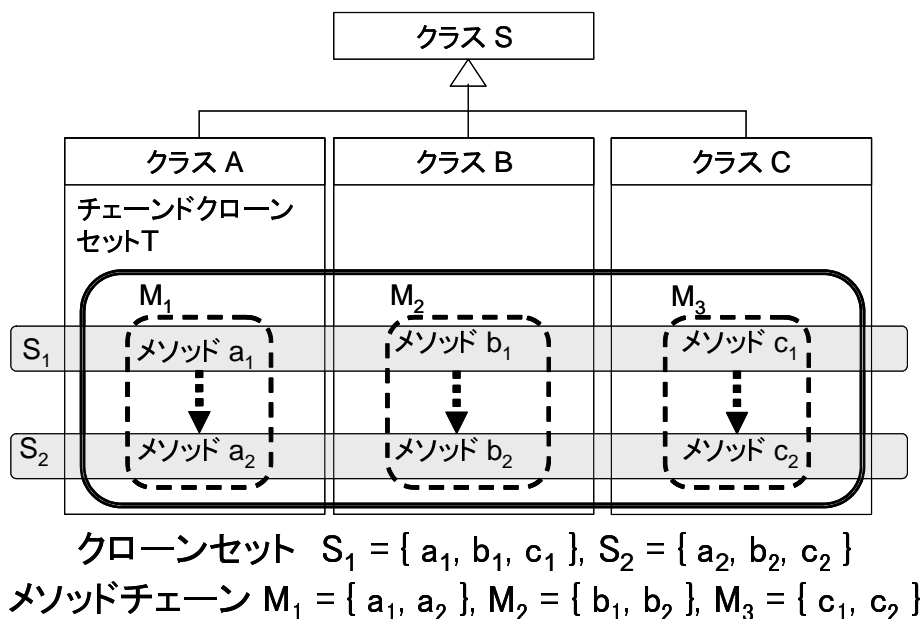 クラス S
クラス A
クラス B
クラス C
チェーンドクローン
セットT
M₁
M₂
M₃
S₁
メソッド a₁
メソッド b₁
メソッド c₁
S₂
メソッド a₂
メソッド b₂
メソッド c₂
クローンセット S₁ = { a₁, b₁, c₁ }, S₂ = { a₂, b₂, c₂ }
メソッドチェーン M₁ = { a₁, a₂ }, M₂ = { b₁, b₂ }, M₃ = { c₁, c₂ }